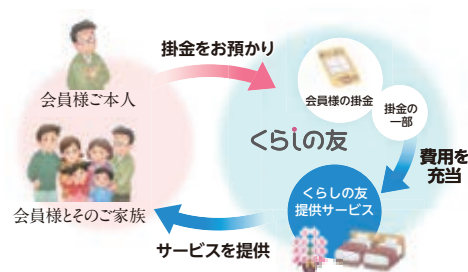 掛金をお預かり
会員様ご本人
会員様の掛金
掛金の
一部
くらしの友
費用を
充当
会員様とそのご家族
くらしの友
提供サービス
サービスを提供